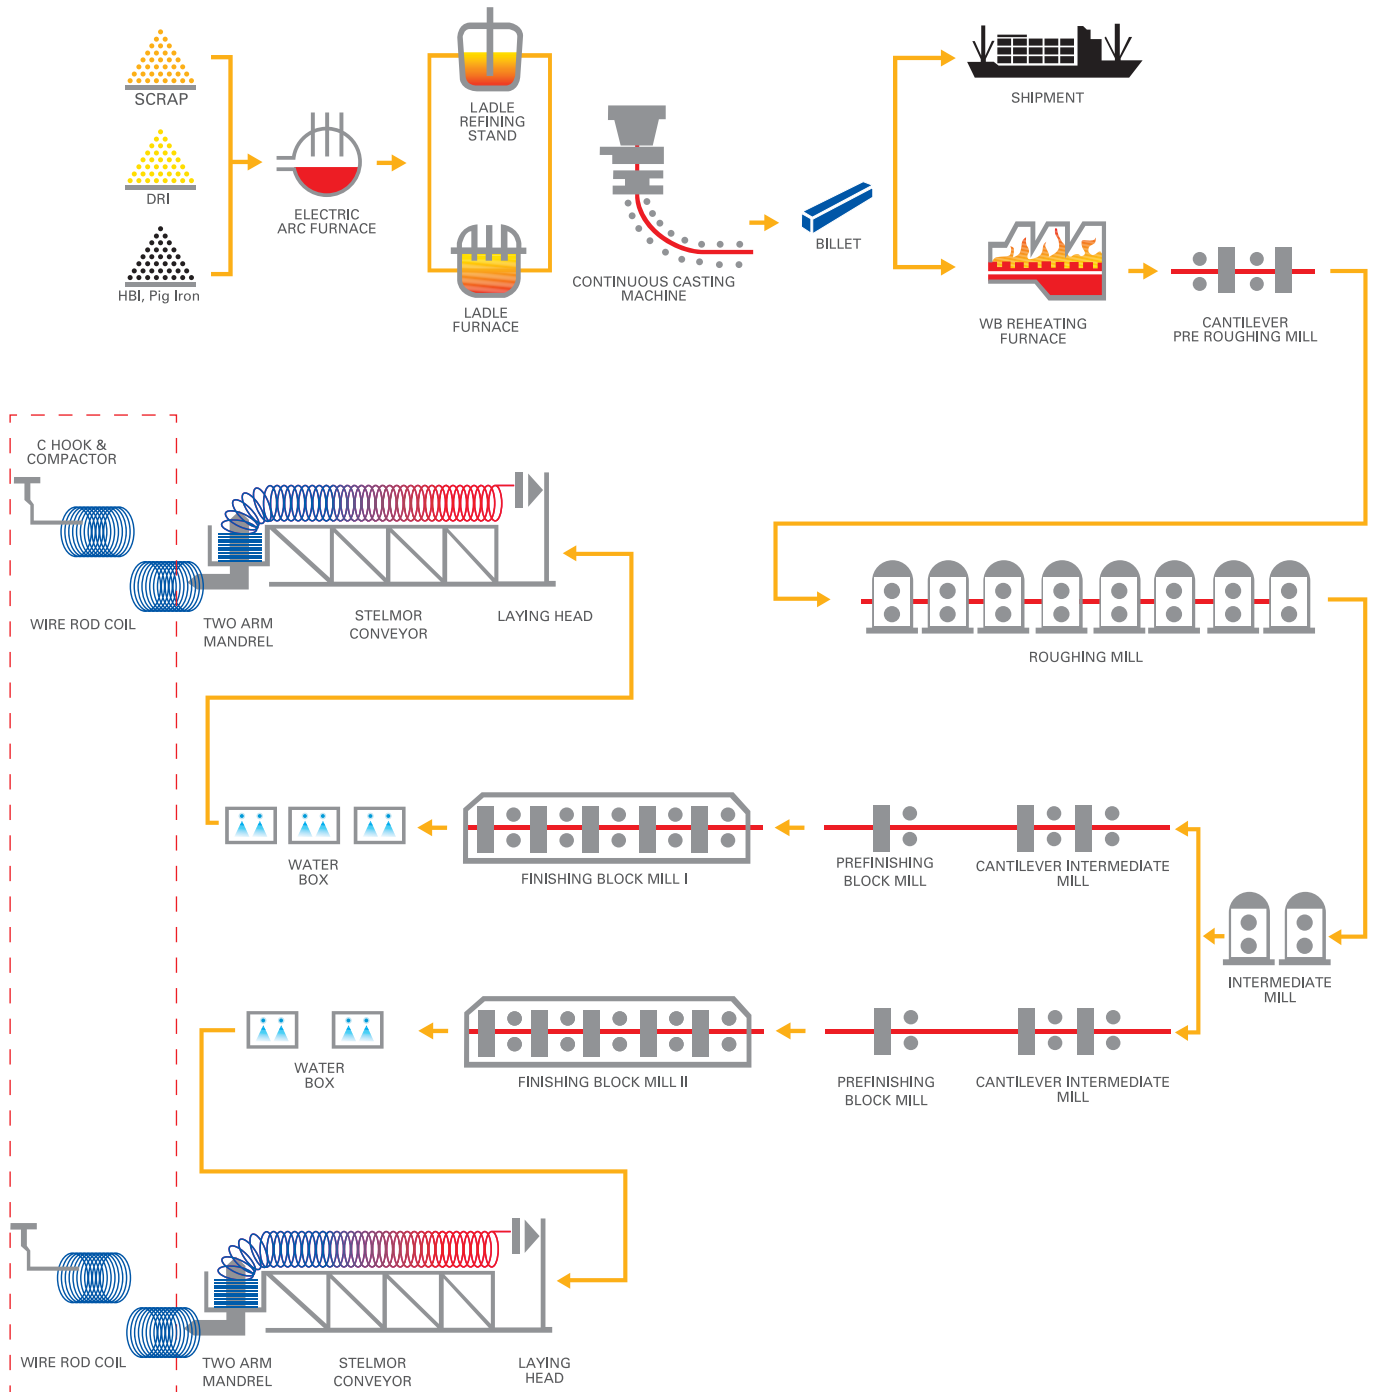 SCRAP
DRI
HBI, Pig Iron
ELECTRIC
ARC FURNACE
LADLE
REFINING
STAND
LADLE
FURNACE
CONTINUOUS CASTING
MACHINE
BILLET
SHIPMENT
WB REHEATING
FURNACE
CANTILEVER
PRE ROUGHING MILL
C HOOK &
COMPACTOR
WIRE ROD COIL
TWO ARM
MANDREL
STELMOR
CONVEYOR
LAYING HEAD
ROUGHING MILL
WATER
BOX
FINISHING BLOCK MILL I
PREFINISHING
BLOCK MILL
CANTILEVER INTERMEDIATE
MILL
INTERMEDIATE
MILL
WATER
BOX
FINISHING BLOCK MILL II
PREFINISHING
BLOCK MILL
CANTILEVER INTERMEDIATE
MILL
WIRE ROD COIL
TWO ARM
MANDREL
STELMOR
CONVEYOR
LAYING
HEAD